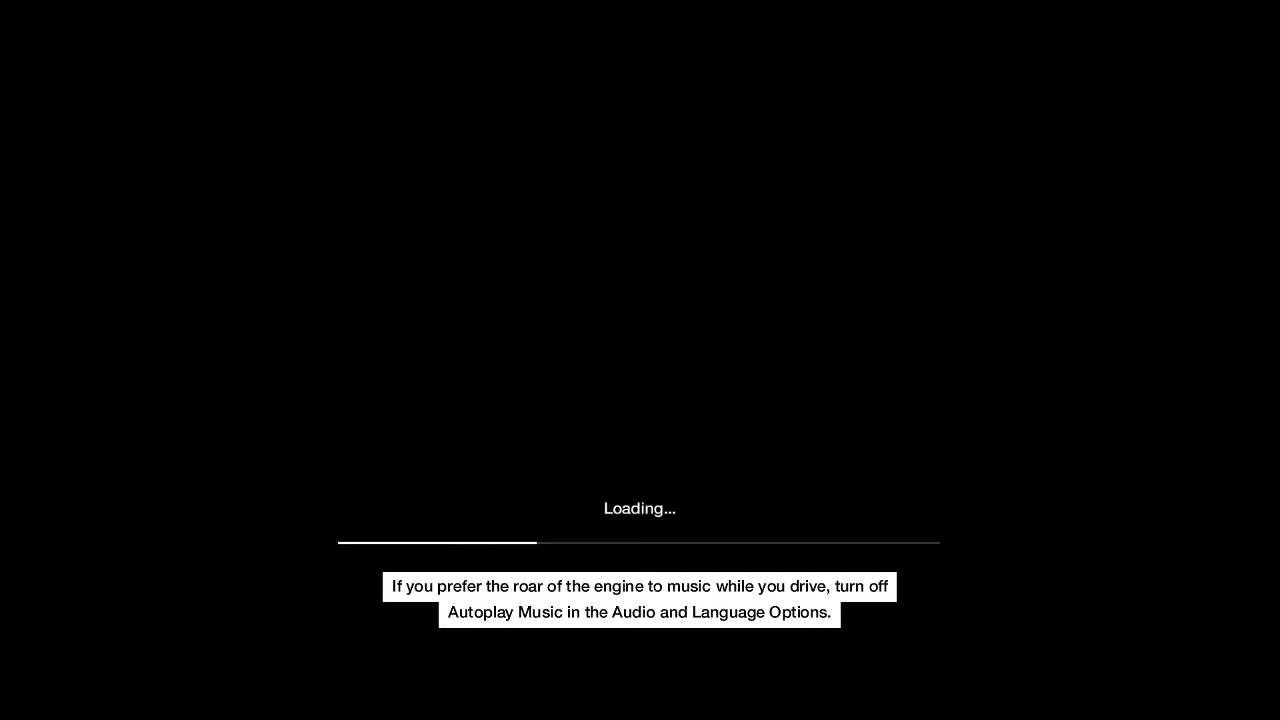 Loading...
If you prefer the roar of the engine to music while you drive, turn off
Autoplay Music in the Audio and Language Options.